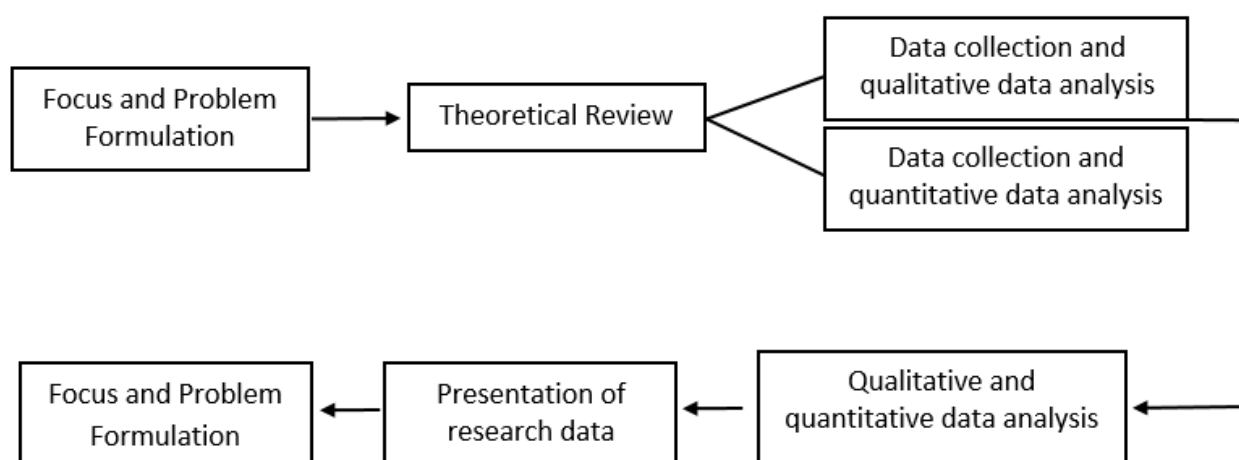 Focus and Problem
Formulation
Theoretical Review
Data collection and
qualitative data analysis
Data collection and
quantitative data analysis
Qualitative and
quantitative data analysis
Presentation of
research data
Focus and Problem
Formulation